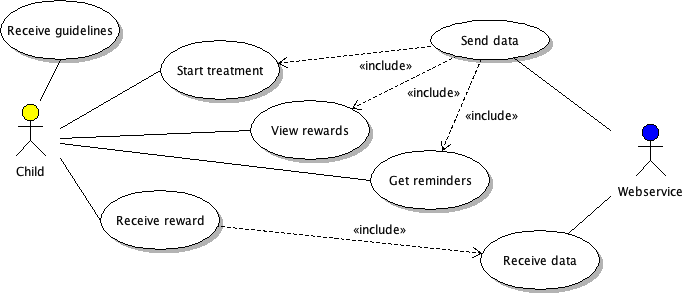 Receive guidelines
Send data
Start treatment
«include»
«include»
«include»
View rewards
Child
Get reminders
Webservice
Receive reward
«include»
Receive data